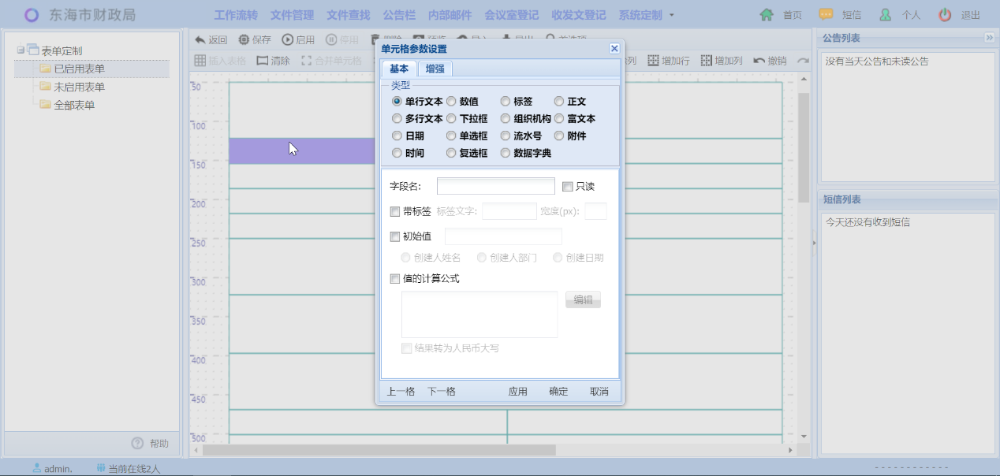 东海市财政局 工作流转 文件管理 文件查找 公告栏 内部邮件 会议室登记 收发文登记 系统定制 首页 短信 个人 退出
表单定制
已启用表单
未启用表单
全部表单
帮助
返回 保存 启用 停用
插入表格 清除 合并单元格 增加行 增加列 撤销
50
100
150
200
250
300
350
400
450
500
单元格参数设置
基本 增强
类型
单行文本 数值 标签 正文
多行文本 下拉框 组织机构 富文本
日期 单选框 流水号 附件
时间 复选框 数据字典
字段名: 只读
带标签 标签文字: 宽度(px):
初始值
创建人姓名 创建人部门 创建日期
值的计算公式
编辑
结果转为人民币大写
上一格 下一格 应用 确定 取消
公告列表
没有当天公告和未读公告
短信列表
今天还没有收到短信
admin. 当前在线2人